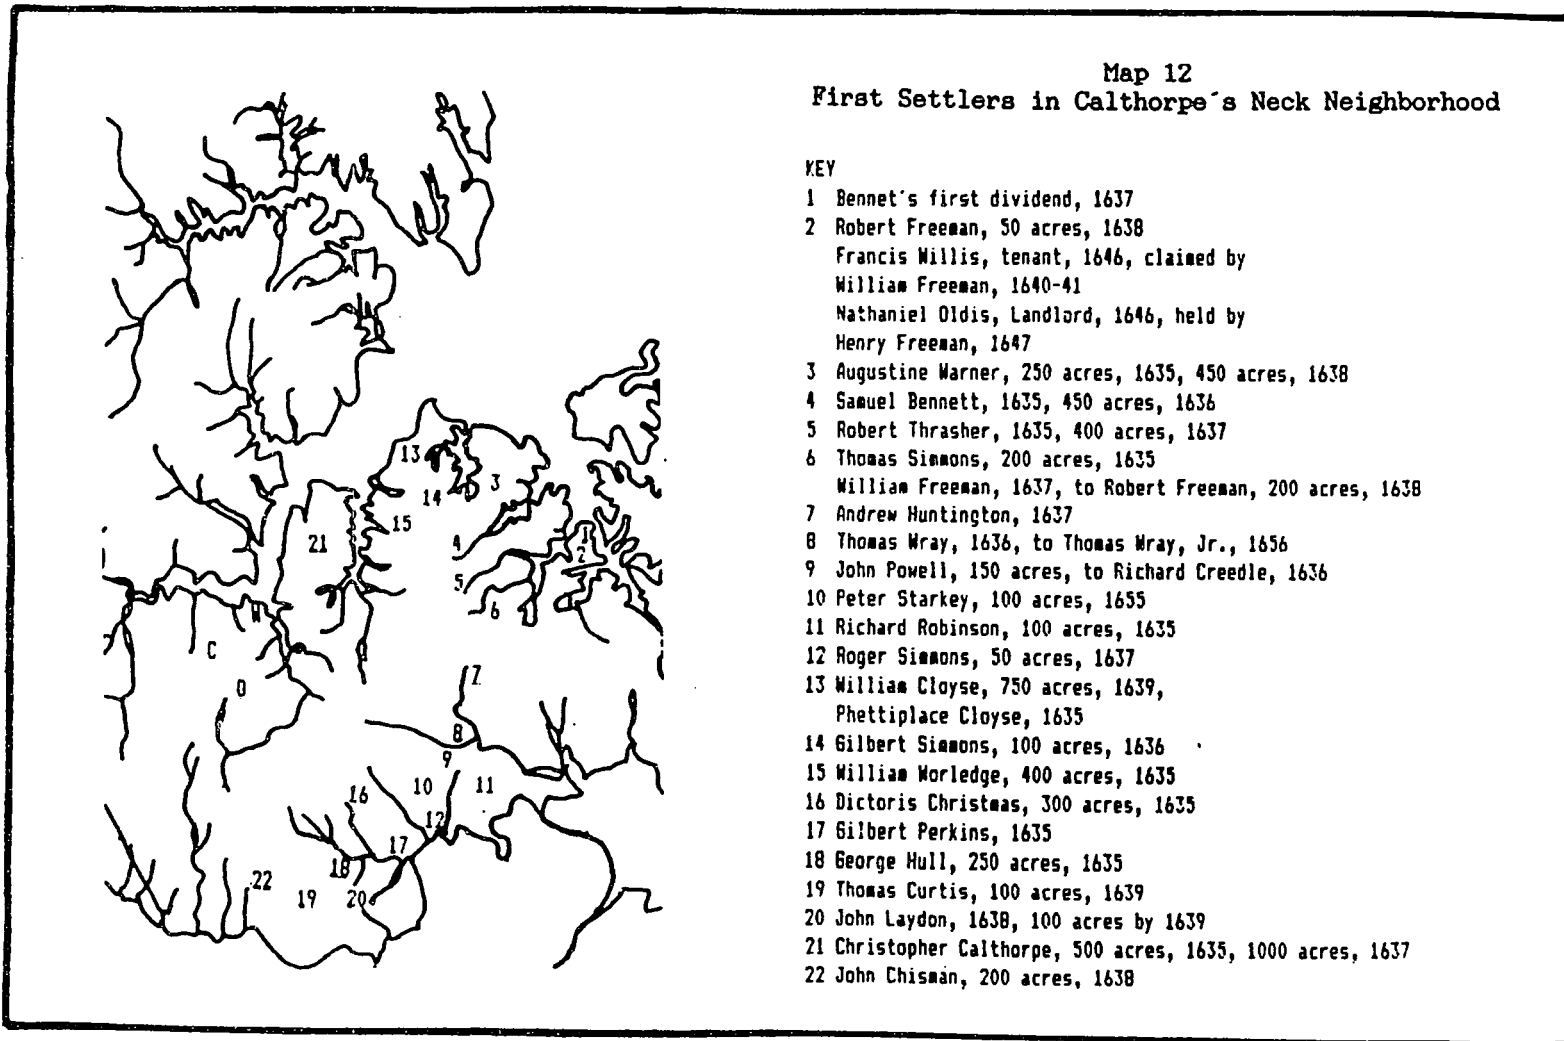 Map 12
First Settlers in Calthorpe's Neck Neighborhood
KEY
1 Bennet's first dividend, 1637
2 Robert Freeman, 50 acres, 1638
Francis Willis, tenant, 1646, claimed by
William Freeman, 1640-41
Nathaniel Oldis, Landlord, 1646, held by
Henry Freeman, 1647
3 Augustine Warner, 250 acres, 1635, 450 acres, 1638
4 Samuel Bennett, 1635, 450 acres, 1636
5 Robert Thrasher, 1635, 400 acres, 1637
6 Thomas Simmons, 200 acres, 1635
William Freeman, 1637, to Robert Freeman, 200 acres, 1638
7 Andrew Huntington, 1637
8 Thomas Wray, 1636, to Thomas Wray, Jr., 1656
9 John Powell, 150 acres, to Richard Creedle, 1636
10 Peter Starkey, 100 acres, 1655
11 Richard Robinson, 100 acres, 1635
12 Roger Simmons, 50 acres, 1637
13 William Cloyse, 750 acres, 1639,
Phettiplace Cloyse, 1635
14 Gilbert Simmons, 100 acres, 1636
15 William Worledge, 400 acres, 1635
16 Dictoris Christmas, 300 acres, 1635
17 Gilbert Perkins, 1635
18 George Hull, 250 acres, 1635
19 Thomas Curtis, 100 acres, 1639
20 John Laydon, 1638, 100 acres by 1639
21 Christopher Calthorpe, 500 acres, 1635, 1000 acres, 1637
22 John Chisman, 200 acres, 1638
13
14
3
15
21
4
1
2
5
6
W
C
O
7
8
9
10
11
16
12
17
18
22
19
20